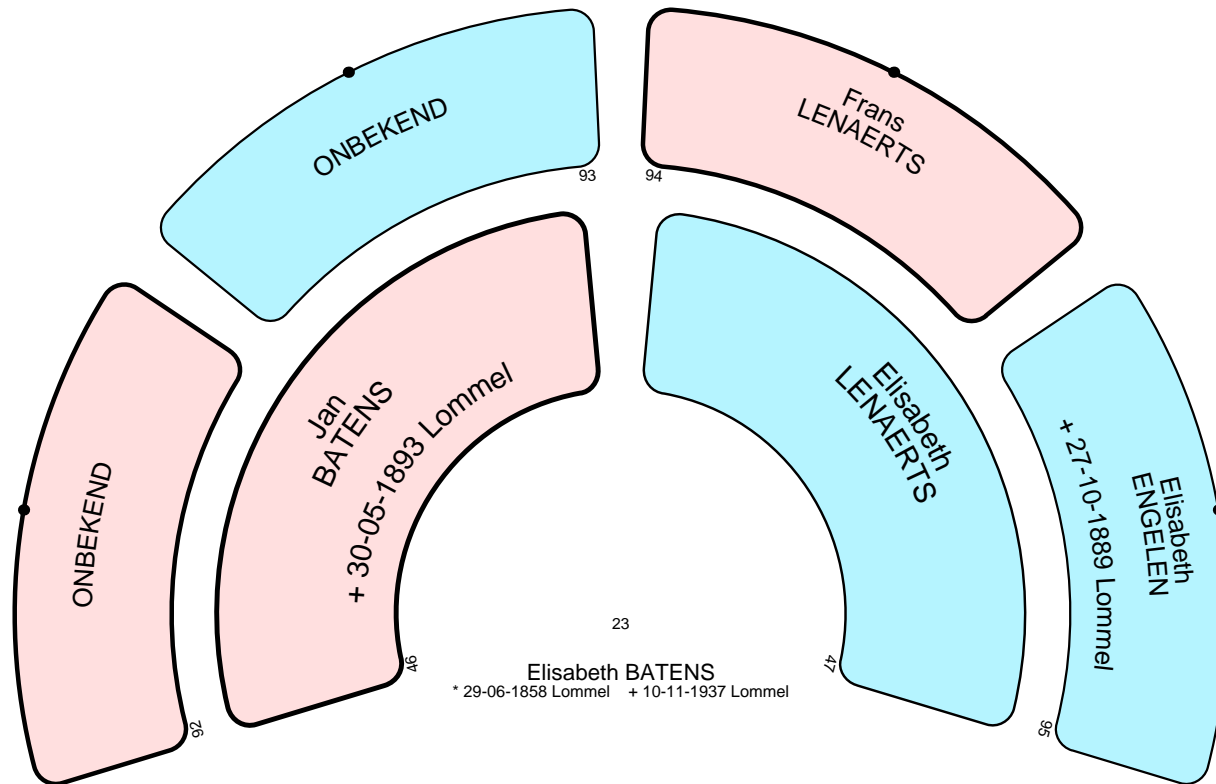 ONBEKEND
93
Frans
LENAERTS
94
ONBEKEND
92
Jan
BATENS
+ 30-05-1893 Lommel
46
Elisabeth
LENAERTS
47
Elisabeth
ENGELEN
+ 27-10-1889 Lommel
95
23
Elisabeth BATENS
* 29-06-1858 Lommel + 10-11-1937 Lommel